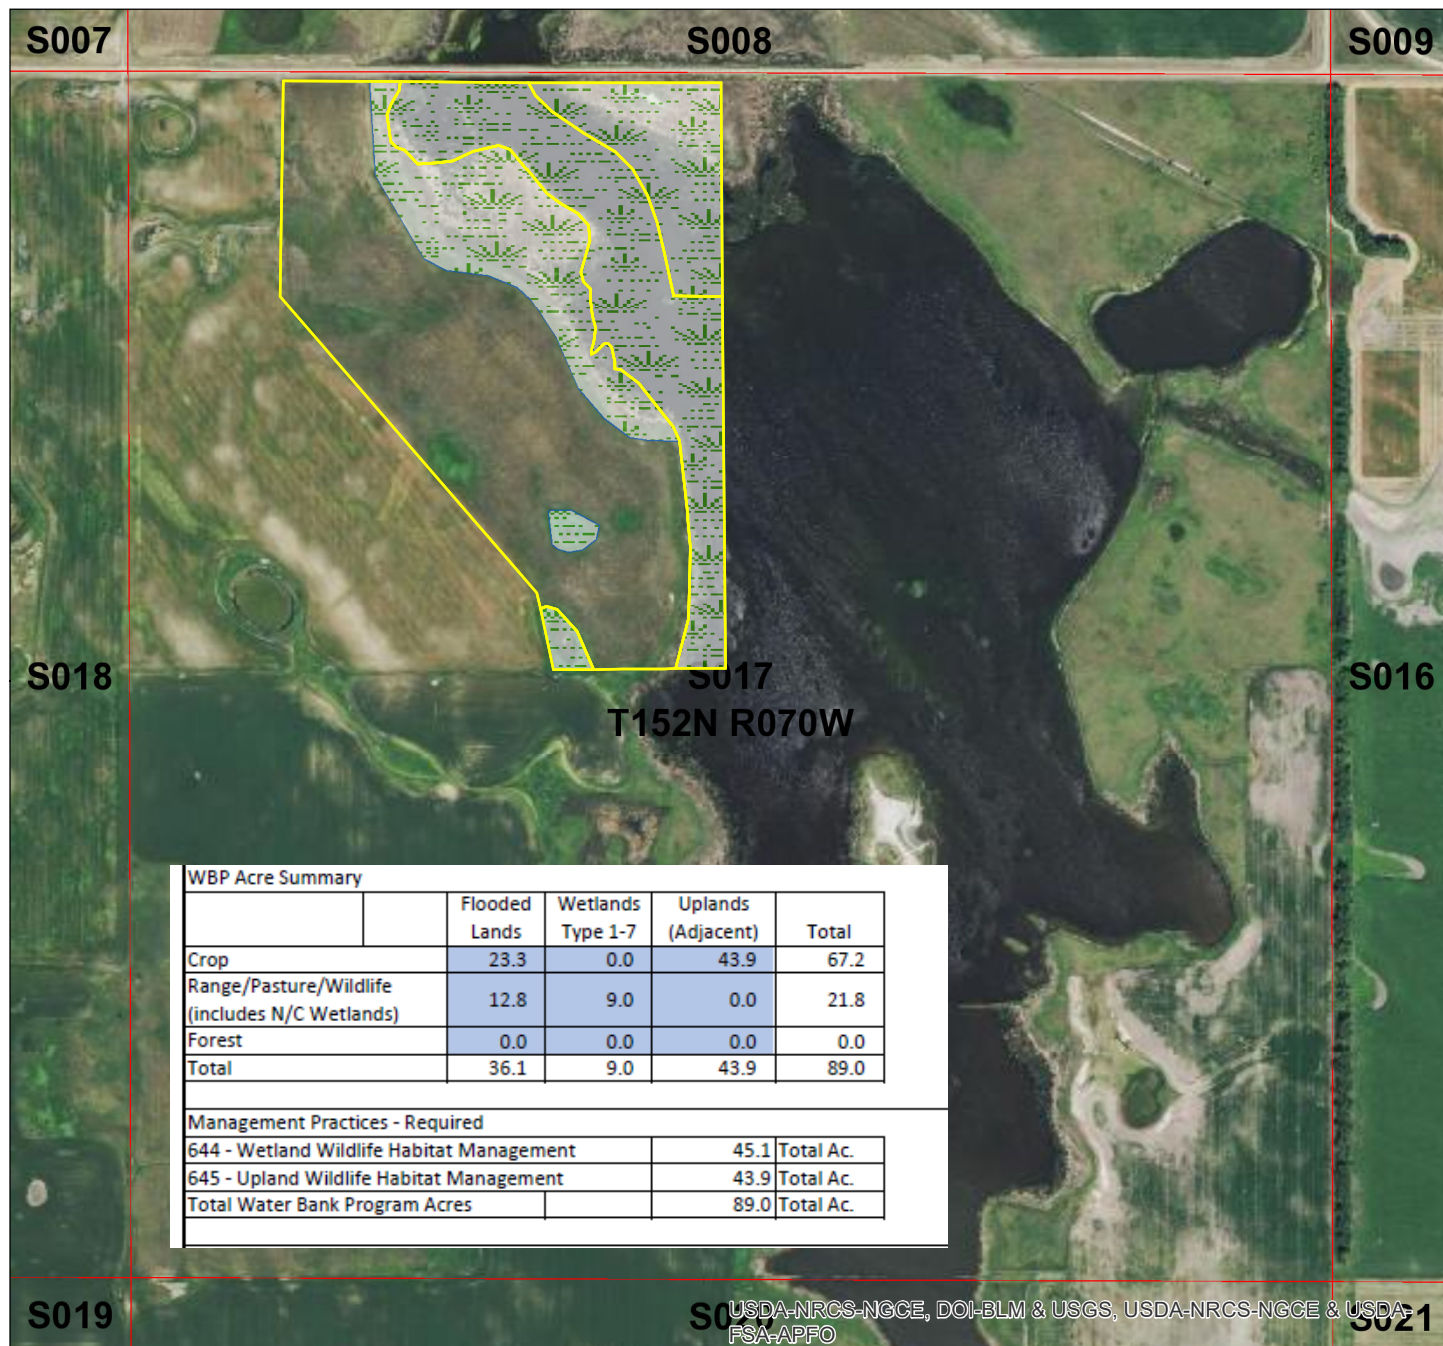 S007 S008 S009
S018 S017 S016
T152N R070W
WBP Acre Summary
Flooded Lands Wetlands Type 1-7 Uplands (Adjacent) Total
Crop 23.3 0.0 43.9 67.2
Range/Pasture/Wildlife
(includes N/C Wetlands) 12.8 9.0 0.0 21.8
Forest 0.0 0.0 0.0 0.0
Total 36.1 9.0 43.9 89.0
Management Practices - Required
644 - Wetland Wildlife Habitat Management 45.1 Total Ac.
645 - Upland Wildlife Habitat Management 43.9 Total Ac.
Total Water Bank Program Acres 89.0 Total Ac.
S019 S020 S021
USDA-NRCS-NGCE, DOI-BLM & USGS, USDA-NRCS-NGCE & USDA-
FSA-APFO